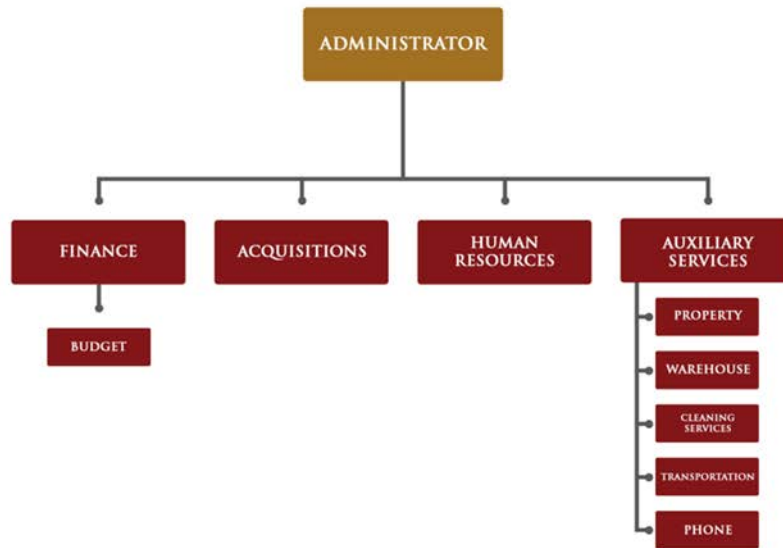 ADMINISTRATOR
FINANCE
ACQUISITIONS
HUMAN
RESOURCES
AUXILIARY
SERVICES
BUDGET
PROPERTY
WAREHOUSE
CLEANING
SERVICES
TRANSPORTATION
PHONE